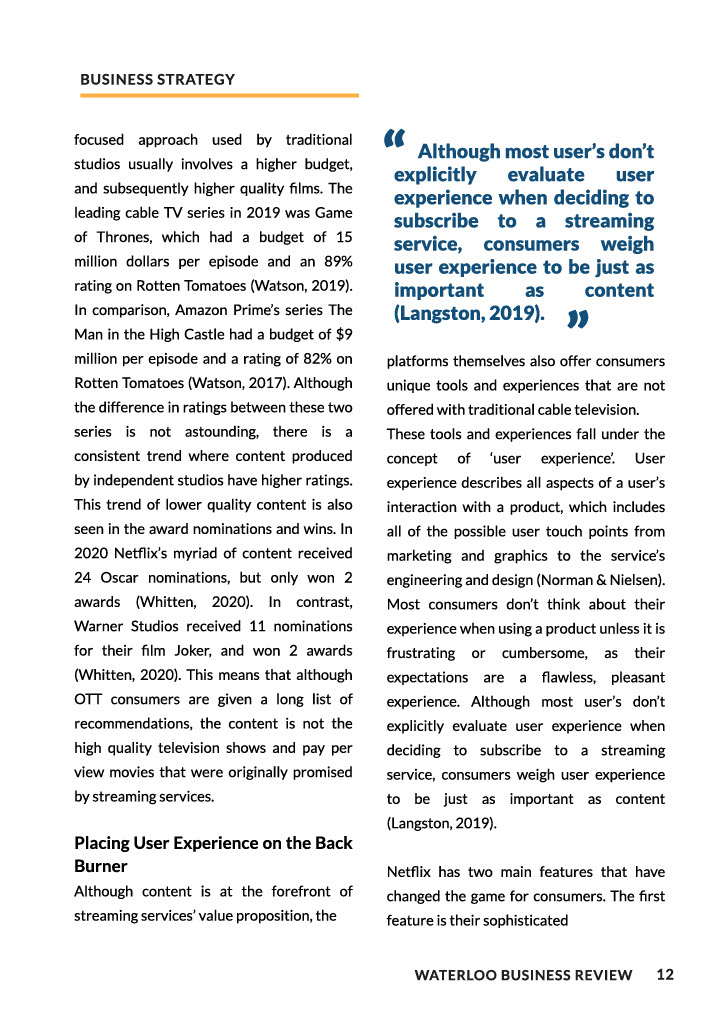 BUSINESS STRATEGY
focused approach used by traditional
studios usually involves a higher budget,
and subsequently higher quality films. The
leading cable TV series in 2019 was Game
of Thrones, which had a budget of 15
million dollars per episode and an 89%
rating on Rotten Tomatoes (Watson, 2019).
In comparison, Amazon Prime's series The
Man in the High Castle had a budget of $9
million per episode and a rating of 82% on
Rotten Tomatoes (Watson, 2017). Although
the difference in ratings between these two
series is not astounding, there is a
consistent trend where content produced
by independent studios have higher ratings.
This trend of lower quality content is also
seen in the award nominations and wins. In
2020 Netflix's myriad of content received
24 Oscar nominations, but only won 2
awards (Whitten, 2020). In contrast,
Warner Studios received 11 nominations
for their film Joker, and won 2 awards
(Whitten, 2020). This means that although
OTT consumers are given a long list of
recommendations, the content is not the
high quality television shows and pay per
view movies that were originally promised
by streaming services.
Placing User Experience on the Back
Burner
Although content is at the forefront of
streaming services' value proposition, the
“ Although most user's don't
explicitly evaluate user
experience when deciding to
subscribe to a streaming
service, consumers weigh
user experience to be just as
important as content
(Langston, 2019). ”
platforms themselves also offer consumers
unique tools and experiences that are not
offered with traditional cable television.
These tools and experiences fall under the
concept of 'user experience'. User
experience describes all aspects of a user's
interaction with a product, which includes
all of the possible user touch points from
marketing and graphics to the service's
engineering and design (Norman & Nielsen).
Most consumers don't think about their
experience when using a product unless it is
frustrating or cumbersome, as their
expectations are a flawless, pleasant
experience. Although most user's don't
explicitly evaluate user experience when
deciding to subscribe to a streaming
service, consumers weigh user experience
to be just as important as content
(Langston, 2019).
Netflix has two main features that have
changed the game for consumers. The first
feature is their sophisticated
WATERLOO BUSINESS REVIEW 12